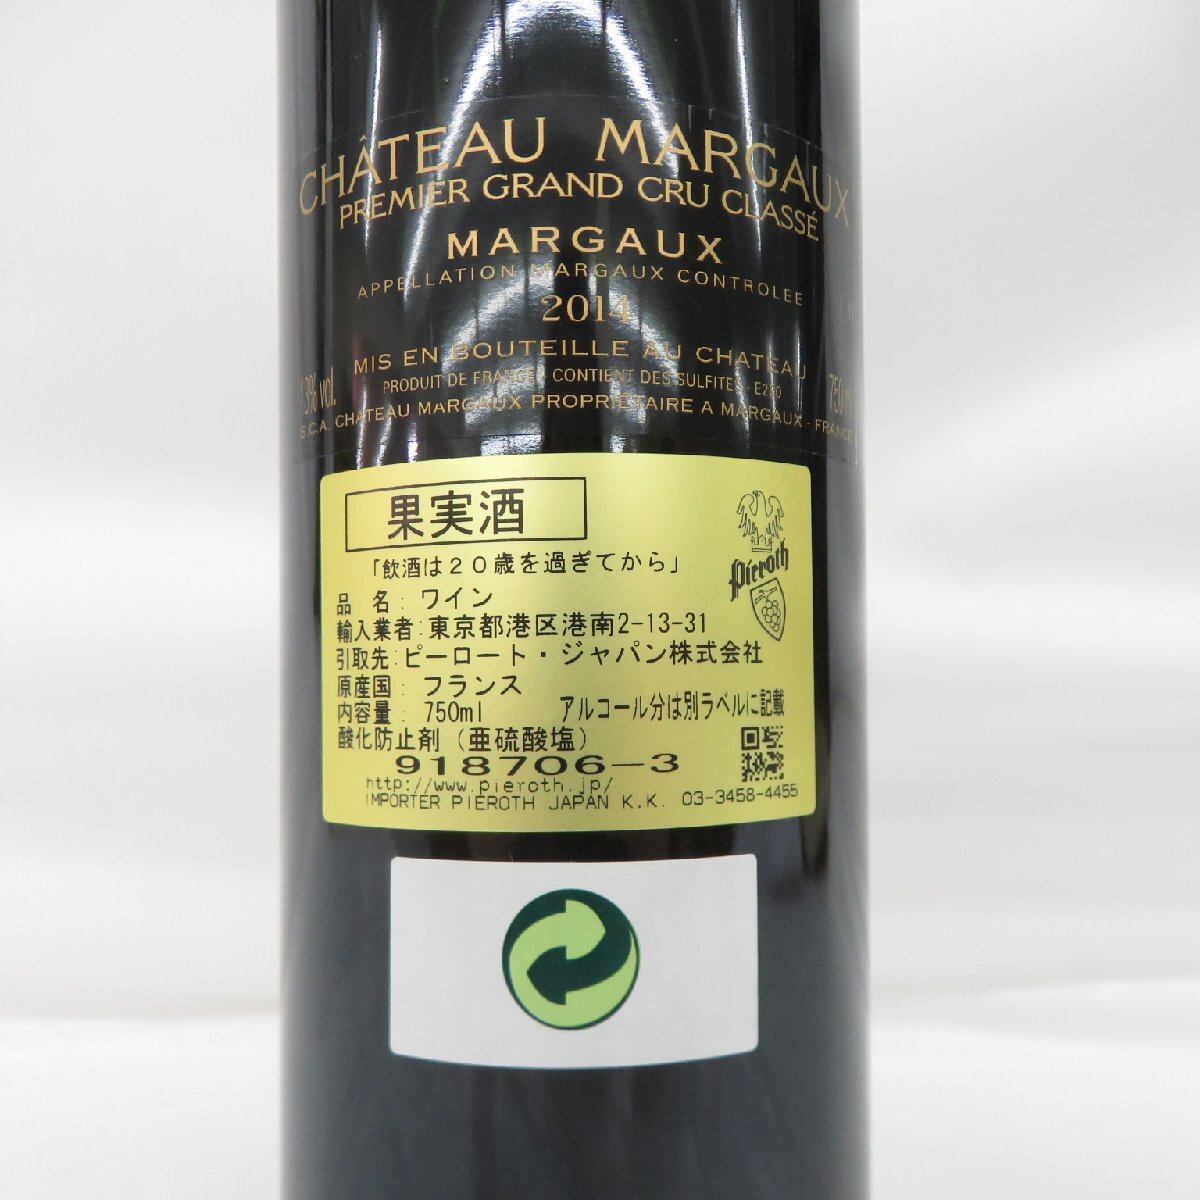 CHÂTEAU MARGAUX
PREMIER GRAND CRU CLASSÉ
MARGAUX
APPELLATION MARGAUX CONTROLEE
2014
MIS EN BOUTEILLE AU CHATEAU
13% vol. PRODUIT DE FRANCE - CONTIENT DES SULFITES - 750 m
S.C.A. CHATEAU MARGAUX PROPRIÉTAIRE A MARGAUX - FRANCE
果実酒
「飲酒は20歳を過ぎてから」
Pieroth
品 名: ワイン
輸入業者:東京都港区港南2-13-31
引取先:ピーロート・ジャパン株式会社
原産国: フランス
内容量: 750ml アルコール分は別ラベルに記載
酸化防止剤(亜硫酸塩)
918706-3
http://www.pieroth.jp/
IMPORTER PIEROTH JAPAN K.K. 03-3458-4455